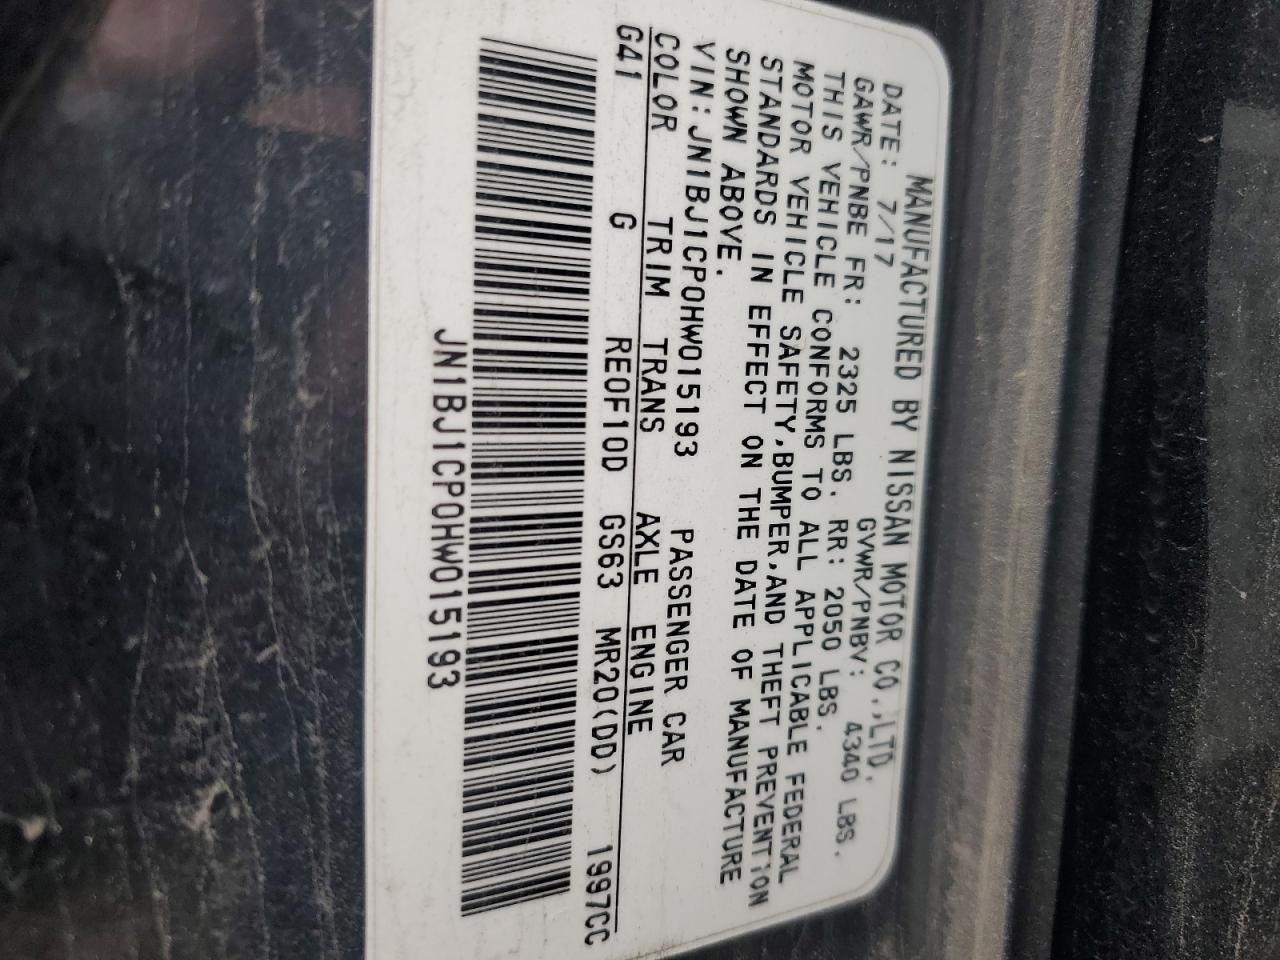 MANUFACTURED BY NISSAN MOTOR CO.,LTD.
DATE: 7/17 GVWR/PNBV: 4340 LBS.
GAWR/PNBE FR: 2325 LBS. RR: 2050 LBS.
THIS VEHICLE CONFORMS TO ALL APPLICABLE FEDERAL
MOTOR VEHICLE SAFETY,BUMPER,AND THEFT PREVENTION
STANDARDS IN EFFECT ON THE DATE OF MANUFACTURE
SHOWN ABOVE.
VIN:JN1BJ1CP0HW015193 PASSENGER CAR
COLOR TRIM TRANS AXLE ENGINE
G41 G RE0F10D GS63 MR20(DD) 1997CC
JN1BJ1CP0HW015193